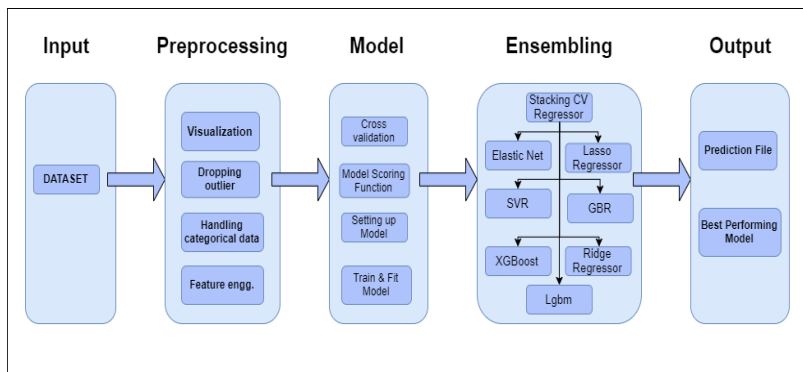 Input
Preprocessing
Model
Ensembling
Output
DATASET
Visualization
Dropping
outlier
Handling
categorical data
Feature engg.
Cross
validation
Model Scoring
Function
Setting up
Model
Train & Fit
Model
Stacking CV
Regressor
Elastic Net
Lasso
Regressor
SVR
GBR
XGBoost
Ridge
Regressor
Lgbm
Prediction File
Best Performing
Model